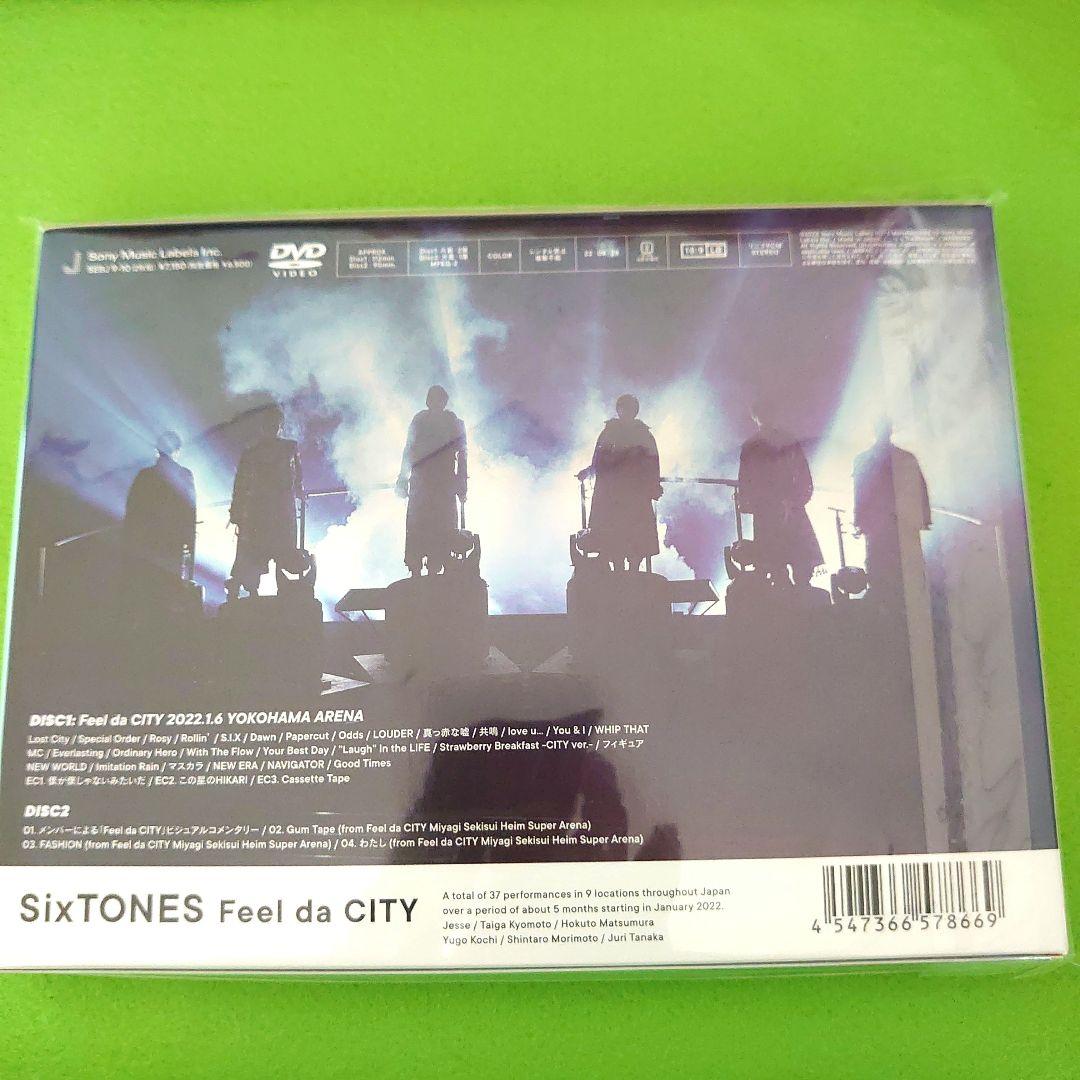 Sony Music Labels Inc.
DVD
VIDEO
COLOR
MPEG-2
16:9 LB
DISC1: Feel da CITY 2022.1.6 YOKOHAMA ARENA
Lost City / Special Order / Rosy / Rollin' / S.I.X / Dawn / Papercut / Odds / LOUDER / 真っ赤な嘘 / 共鳴 / love u... / You & I / WHIP THAT
MC / Everlasting / Ordinary Hero / With The Flow / Your Best Day / "Laugh" In the LIFE / Strawberry Breakfast -CITY ver.- / フィギュア
NEW WORLD / Imitation Rain / マスカラ / NEW ERA / NAVIGATOR / Good Times
EC1. 僕が僕じゃないみたいだ / EC2. この星のHIKARI / EC3. Cassette Tape
DISC2
01. メンバーによる「Feel da CITY」ビジュアルコメンタリー / 02. Gum Tape (from Feel da CITY Miyagi Sekisui Heim Super Arena)
03. FASHION (from Feel da CITY Miyagi Sekisui Heim Super Arena) / 04. わたし (from Feel da CITY Miyagi Sekisui Heim Super Arena)
SixTONES Feel da CITY
A total of 37 performances in 9 locations throughout Japan
over a period of about 5 months starting in January 2022.
Jesse / Taiga Kyomoto / Hokuto Matsumura
Yugo Kochi / Shintaro Morimoto / Juri Tanaka
4 547366 578669